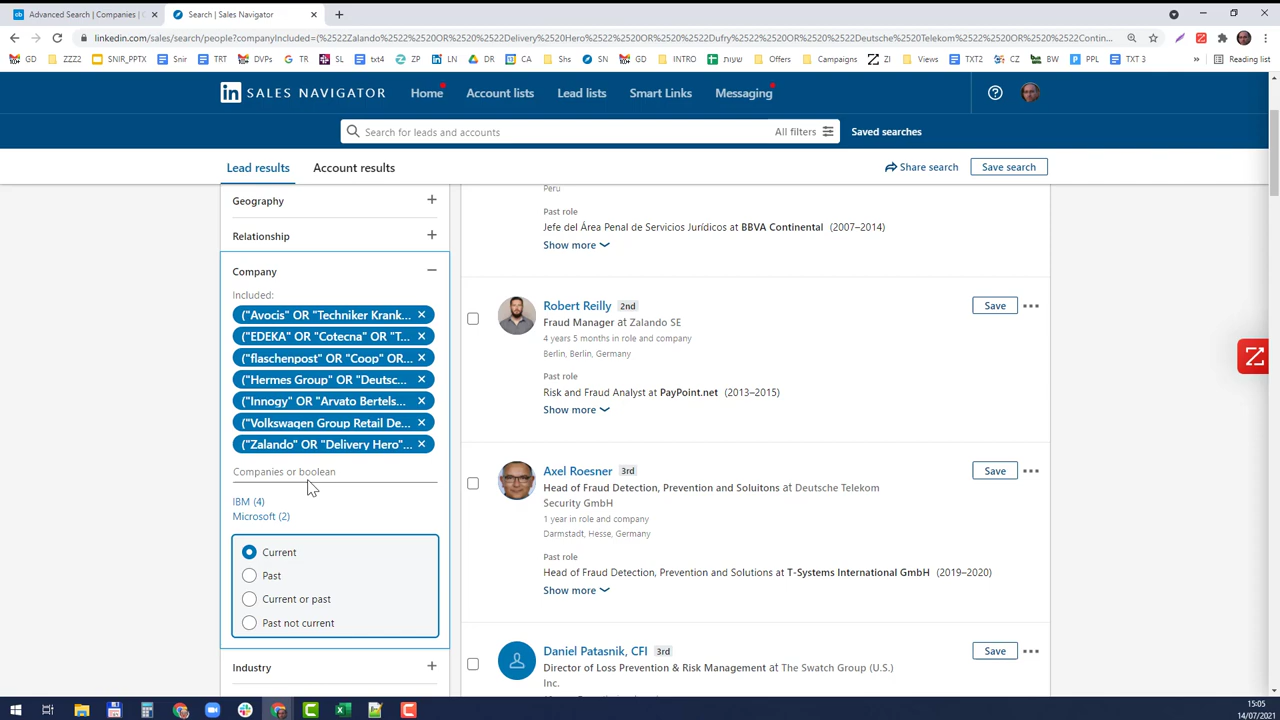 Advanced Search | Companies | C
Search | Sales Navigator
linkedin.com/sales/search/people?companyIncluded=(%2522Zalando%2522%2520OR%2520%2522Delivery%2520Hero%2522%2520OR%2520%2522Dufry%2522%2520OR%2520%2522Deutsche%2520Telekom%2522%2520OR%2520%2522Contin...
GD
ZZZ2
SNIR_PPTX
Snir
TRT
DVPs
TR
SL
txt4
ZP
LN
DR
CA
Shs
SN
GD
INTRO
שעות
Offers
Campaigns
ZI
Views
TXT2
CZ
BW
PPL
TXT 3
Reading list
in SALES NAVIGATOR
Home
Account lists
Lead lists
Smart Links
Messaging
Search for leads and accounts
All filters
Saved searches
Lead results
Account results
Share search
Save search
Geography
Relationship
Company
Included:
("Avocis" OR "Techniker Krank...
("EDEKA" OR "Cotecna" OR "T...
("flaschenpost" OR "Coop" OR...
("Hermes Group" OR "Deutsc...
("Innogy" OR "Arvato Bertels...
("Volkswagen Group Retail De...
("Zalando" OR "Delivery Hero"...
Companies or boolean
IBM (4)
Microsoft (2)
Current
Past
Current or past
Past not current
Industry
Peru
Past role
Jefe del Área Penal de Servicios Jurídicos at BBVA Continental (2007–2014)
Show more
Robert Reilly 2nd
Save
Fraud Manager at Zalando SE
4 years 5 months in role and company
Berlin, Berlin, Germany
Past role
Risk and Fraud Analyst at PayPoint.net (2013–2015)
Show more
Axel Roesner 3rd
Save
Head of Fraud Detection, Prevention and Soluitons at Deutsche Telekom
Security GmbH
1 year in role and company
Darmstadt, Hesse, Germany
Past role
Head of Fraud Detection, Prevention and Solutions at T-Systems International GmbH (2019–2020)
Show more
Daniel Patasnik, CFI 3rd
Save
Director of Loss Prevention & Risk Management at The Swatch Group (U.S.)
Inc.
15:05
14/07/2021